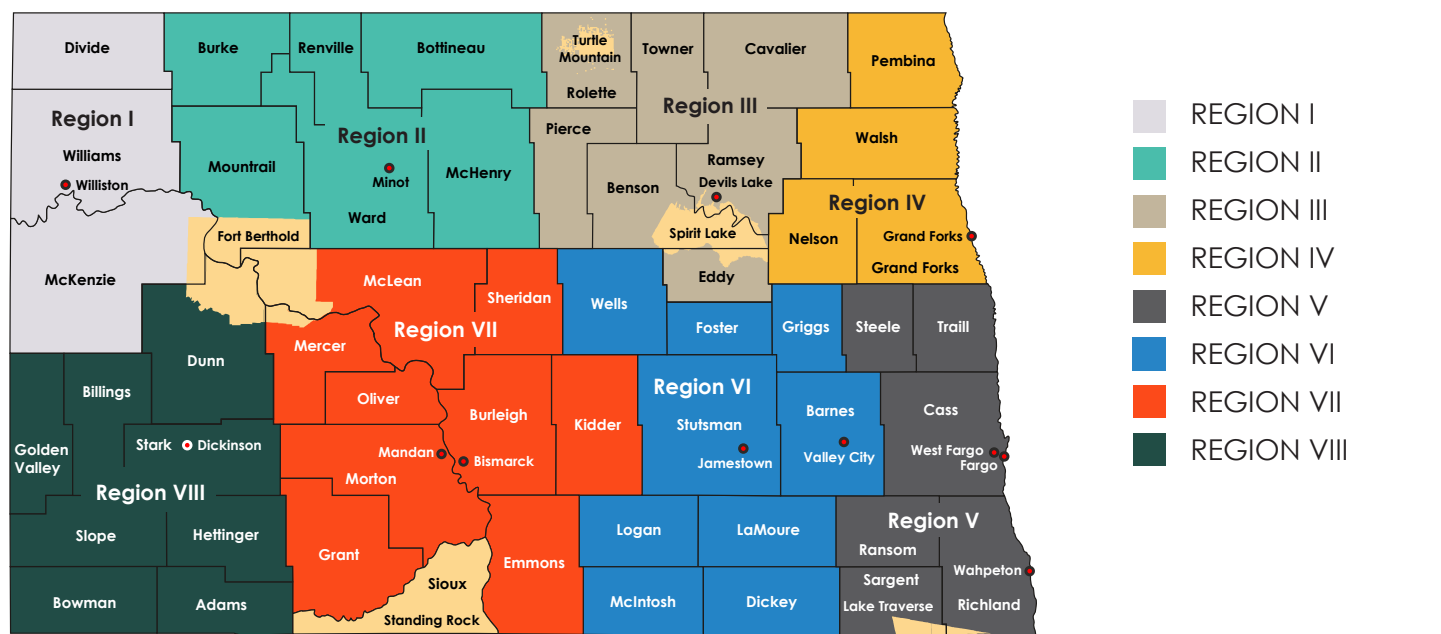 Divide
Burke
Renville
Bottineau
Turtle
Mountain
Rolette
Towner
Cavalier
Pembina
Region I
Williams
Williston
McKenzie
Region II
Mountrail
Minot
Ward
McHenry
Fort Berthold
Region III
Pierce
Benson
Ramsey
Devils Lake
Spirit Lake
Eddy
Walsh
Region IV
Nelson
Grand Forks
Grand Forks
McLean
Sheridan
Region VII
Mercer
Oliver
Burleigh
Kidder
Mandan
Bismarck
Morton
Grant
Emmons
Sioux
Standing Rock
Wells
Foster
Griggs
Region VI
Stutsman
Jamestown
Barnes
Valley City
Logan
LaMoure
McIntosh
Dickey
Steele
Traill
Cass
West Fargo
Fargo
Region V
Ransom
Sargent
Lake Traverse
Wahpeton
Richland
Dunn
Billings
Golden
Valley
Stark
Dickinson
Region VIII
Slope
Hettinger
Bowman
Adams
REGION I
REGION II
REGION III
REGION IV
REGION V
REGION VI
REGION VII
REGION VIII